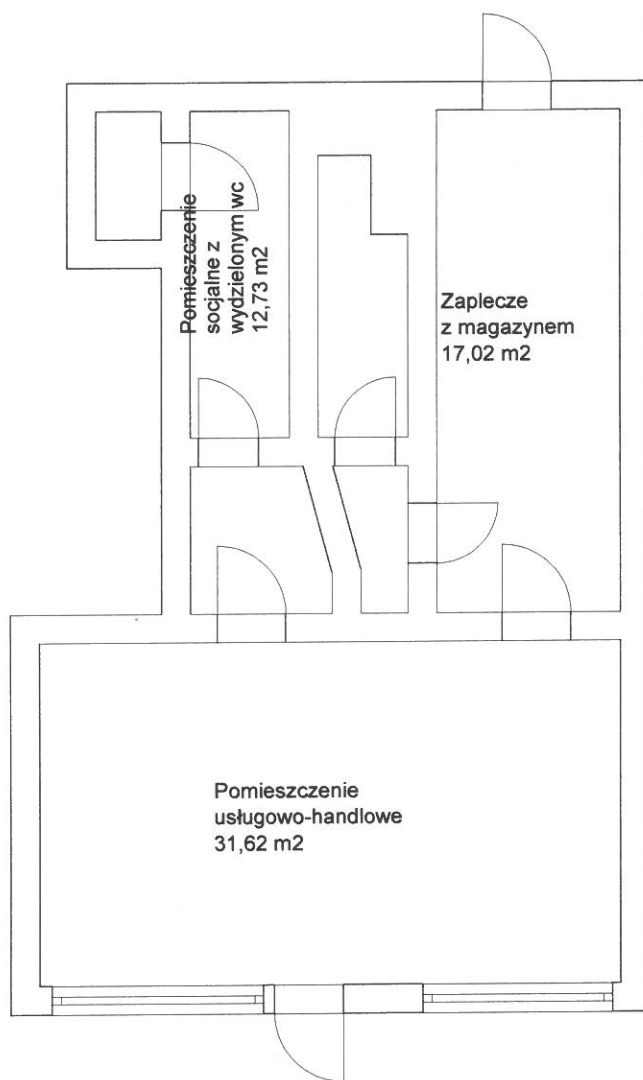 Pomieszczenie
socjalne z
wydzielonym wc
12,73 m2
Zaplecze
z magazynem
17,02 m2
Pomieszczenie
usługowo-handlowe
31,62 m2